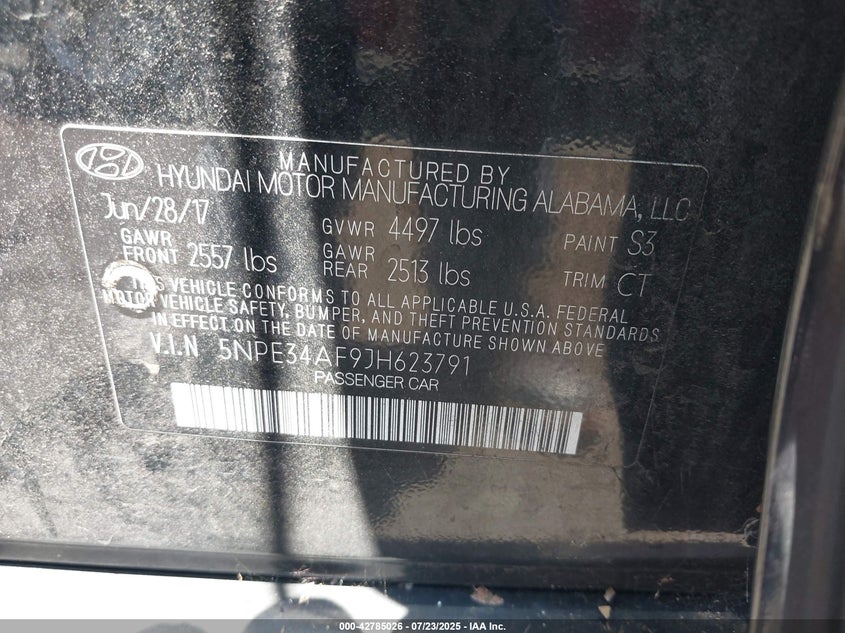 MANUFACTURED BY
HYUNDAI MOTOR MANUFACTURING ALABAMA, LLC
Jun/28/17 GVWR 4497 lbs PAINT S3
GAWR FRONT 2557 lbs GAWR REAR 2513 lbs TRIM CT
THIS VEHICLE CONFORMS TO ALL APPLICABLE U.S.A. FEDERAL
MOTOR VEHICLE SAFETY, BUMPER, AND THEFT PREVENTION STANDARDS
IN EFFECT ON THE DATE OF MANUFACTURE SHOWN ABOVE
V.I.N 5NPE34AF9JH623791
PASSENGER CAR
000-42785026 - 07/23/2025 - IAA Inc.